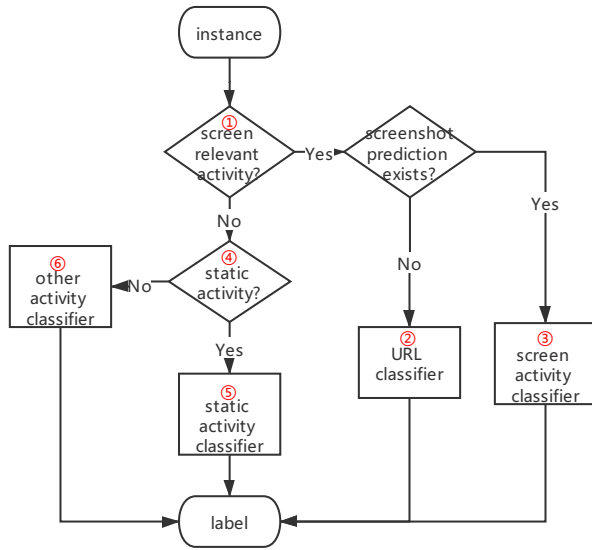 instance
①
screen
relevant
activity?
Yes
screenshot
prediction
exists?
Yes
No
No
④
static
activity?
No
⑥
other
activity
classifier
Yes
②
URL
classifier
③
screen
activity
classifier
⑤
static
activity
classifier
label